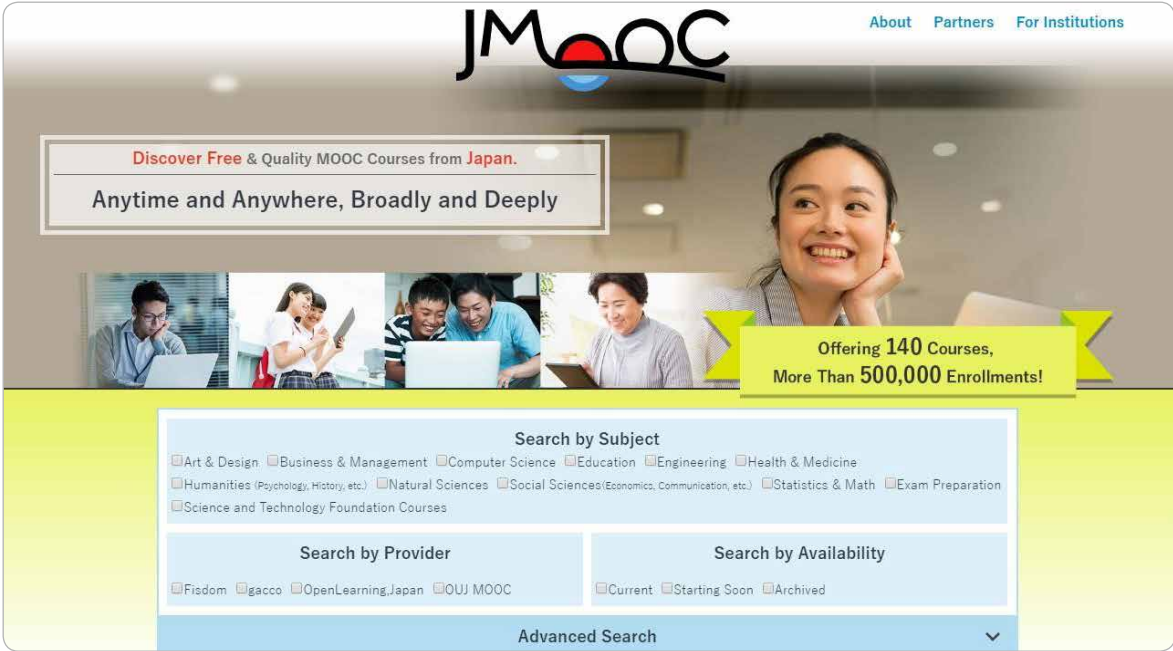 JMOOC
About Partners For Institutions
Discover Free & Quality MOOC Courses from Japan.
Anytime and Anywhere, Broadly and Deeply
Offering 140 Courses,
More Than 500,000 Enrollments!
Search by Subject
Art & Design Business & Management Computer Science Education Engineering Health & Medicine
Humanities (Psychology, History, etc.) Natural Sciences Social Sciences(Economics, Communication, etc.) Statistics & Math Exam Preparation
Science and Technology Foundation Courses
Search by Provider
Fisdom gacco OpenLearning,Japan OUJ MOOC
Search by Availability
Current Starting Soon Archived
Advanced Search